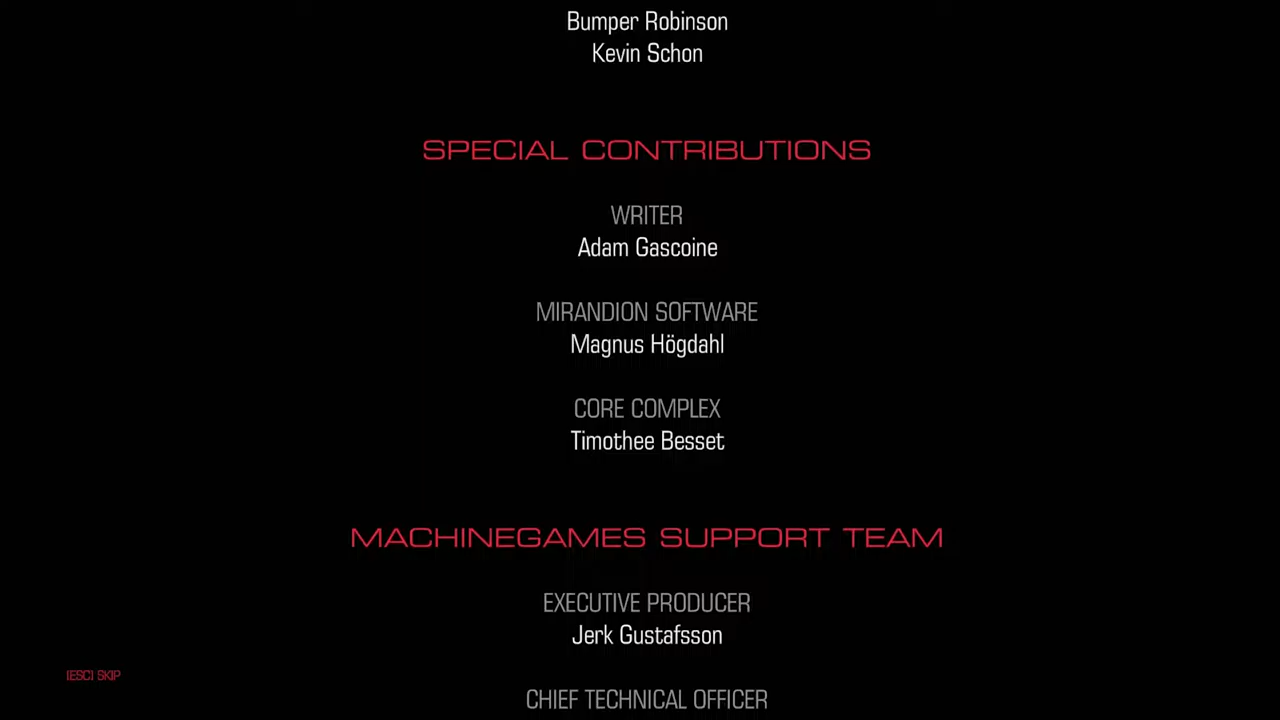 Bumper Robinson
Kevin Schon
SPECIAL CONTRIBUTIONS
WRITER
Adam Gascoine
MIRANDION SOFTWARE
Magnus Högdahl
CORE COMPLEX
Timothee Besset
MACHINEGAMES SUPPORT TEAM
EXECUTIVE PRODUCER
Jerk Gustafsson
[ESC] SKIP
CHIEF TECHNICAL OFFICER